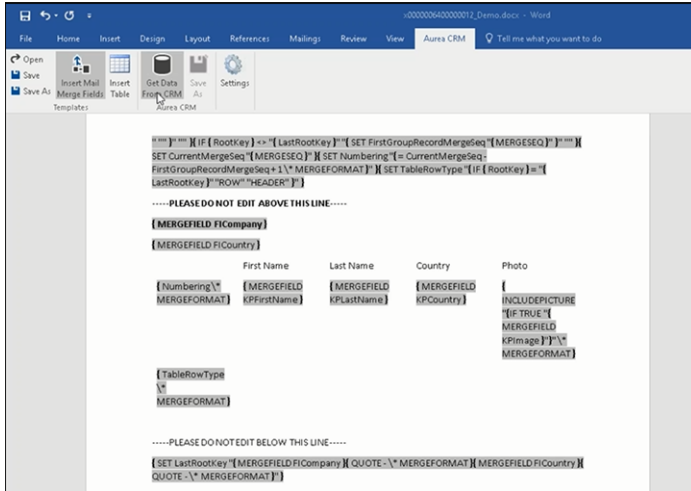 x0000006400000012_Demo.docx - Word
File Home Insert Design Layout References Mailings Review View Aurea CRM Tell me what you want to do
Open
Save
Save As
Insert Mail Merge Fields
Insert Table
Get Data From CRM
Save As
Settings
Templates
Aurea CRM
"" "" }" "" }{ IF { RootKey } <> "{ LastRootKey }" "{ SET FirstGroupRecordMergeSeq "{ MERGESEQ }" }" "" }{
SET CurrentMergeSeq "{ MERGESEQ }" }{ SET Numbering "{ = CurrentMergeSeq -
FirstGroupRecordMergeSeq + 1 \* MERGEFORMAT }" }{ SET TableRowType "{ IF { RootKey } = "{
LastRootKey }" "ROW" "HEADER" }" }
-----PLEASE DO NOT EDIT ABOVE THIS LINE-----
{ MERGEFIELD FICompany }
{ MERGEFIELD FICountry }
First Name Last Name Country Photo
{ Numbering \*
MERGEFORMAT }
{ MERGEFIELD
KPFirstName }
{ MERGEFIELD
KPLastName }
{ MERGEFIELD
KPCountry }
{
INCLUDEPICTURE
"{ IF TRUE "{
MERGEFIELD
KPImage }" }" \*
MERGEFORMAT }
{ TableRowType
\*
MERGEFORMAT }
-----PLEASE DO NOT EDIT BELOW THIS LINE-----
{ SET LastRootKey "{ MERGEFIELD FICompany }{ QUOTE - \* MERGEFORMAT }{ MERGEFIELD FICountry }{
QUOTE - \* MERGEFORMAT }" }